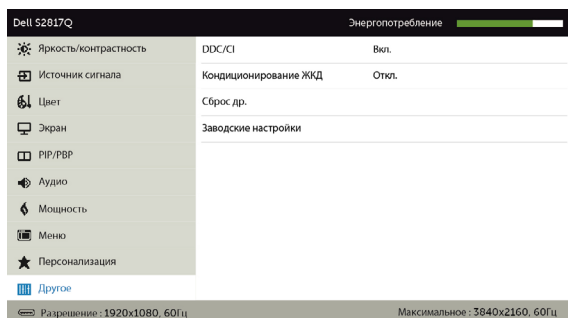 Dell S2817Q Энергопотребление
Яркость/контрастность DDC/CI Вкл.
Источник сигнала Кондиционирование ЖКД Откл.
Цвет Сброс др.
Экран Заводские настройки
PIP/PBP
Аудио
Мощность
Меню
Персонализация
Другое
Разрешение : 1920x1080, 60Гц Максимальное : 3840x2160, 60Гц